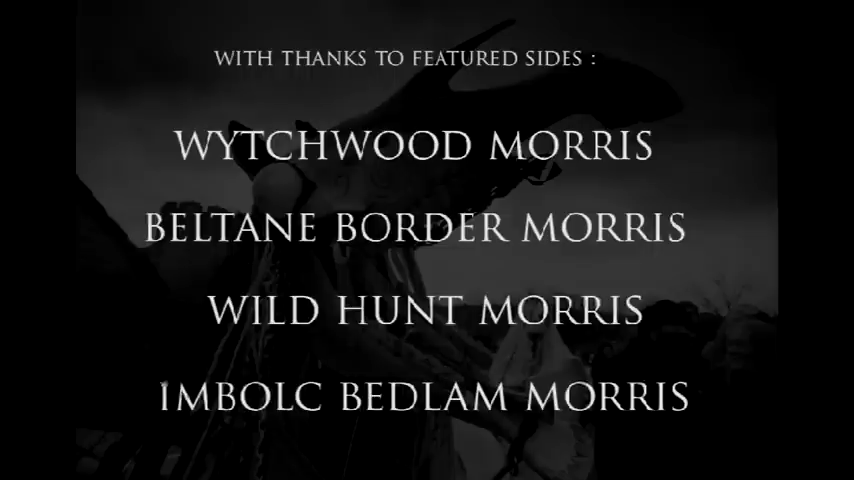 WITH THANKS TO FEATURED SIDES :
WYTCHWOOD MORRIS
BELTANE BORDER MORRIS
WILD HUNT MORRIS
IMBOLC BEDLAM MORRIS